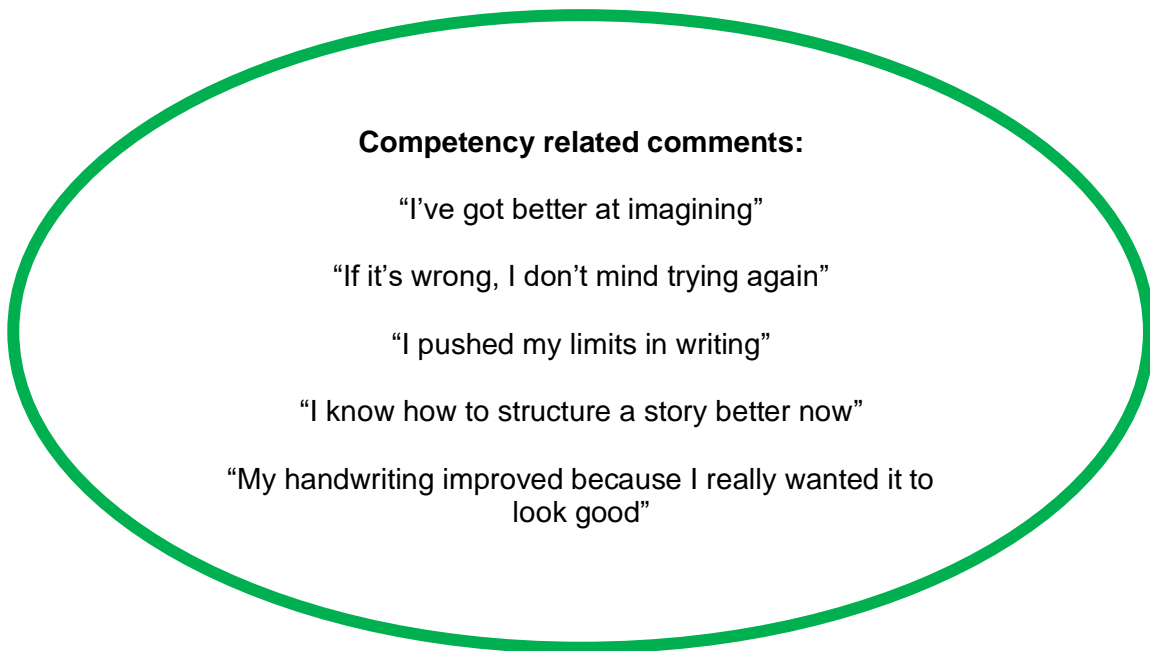 Competency related comments:
“I’ve got better at imagining”
“If it’s wrong, I don’t mind trying again”
“I pushed my limits in writing”
“I know how to structure a story better now”
“My handwriting improved because I really wanted it to
look good”